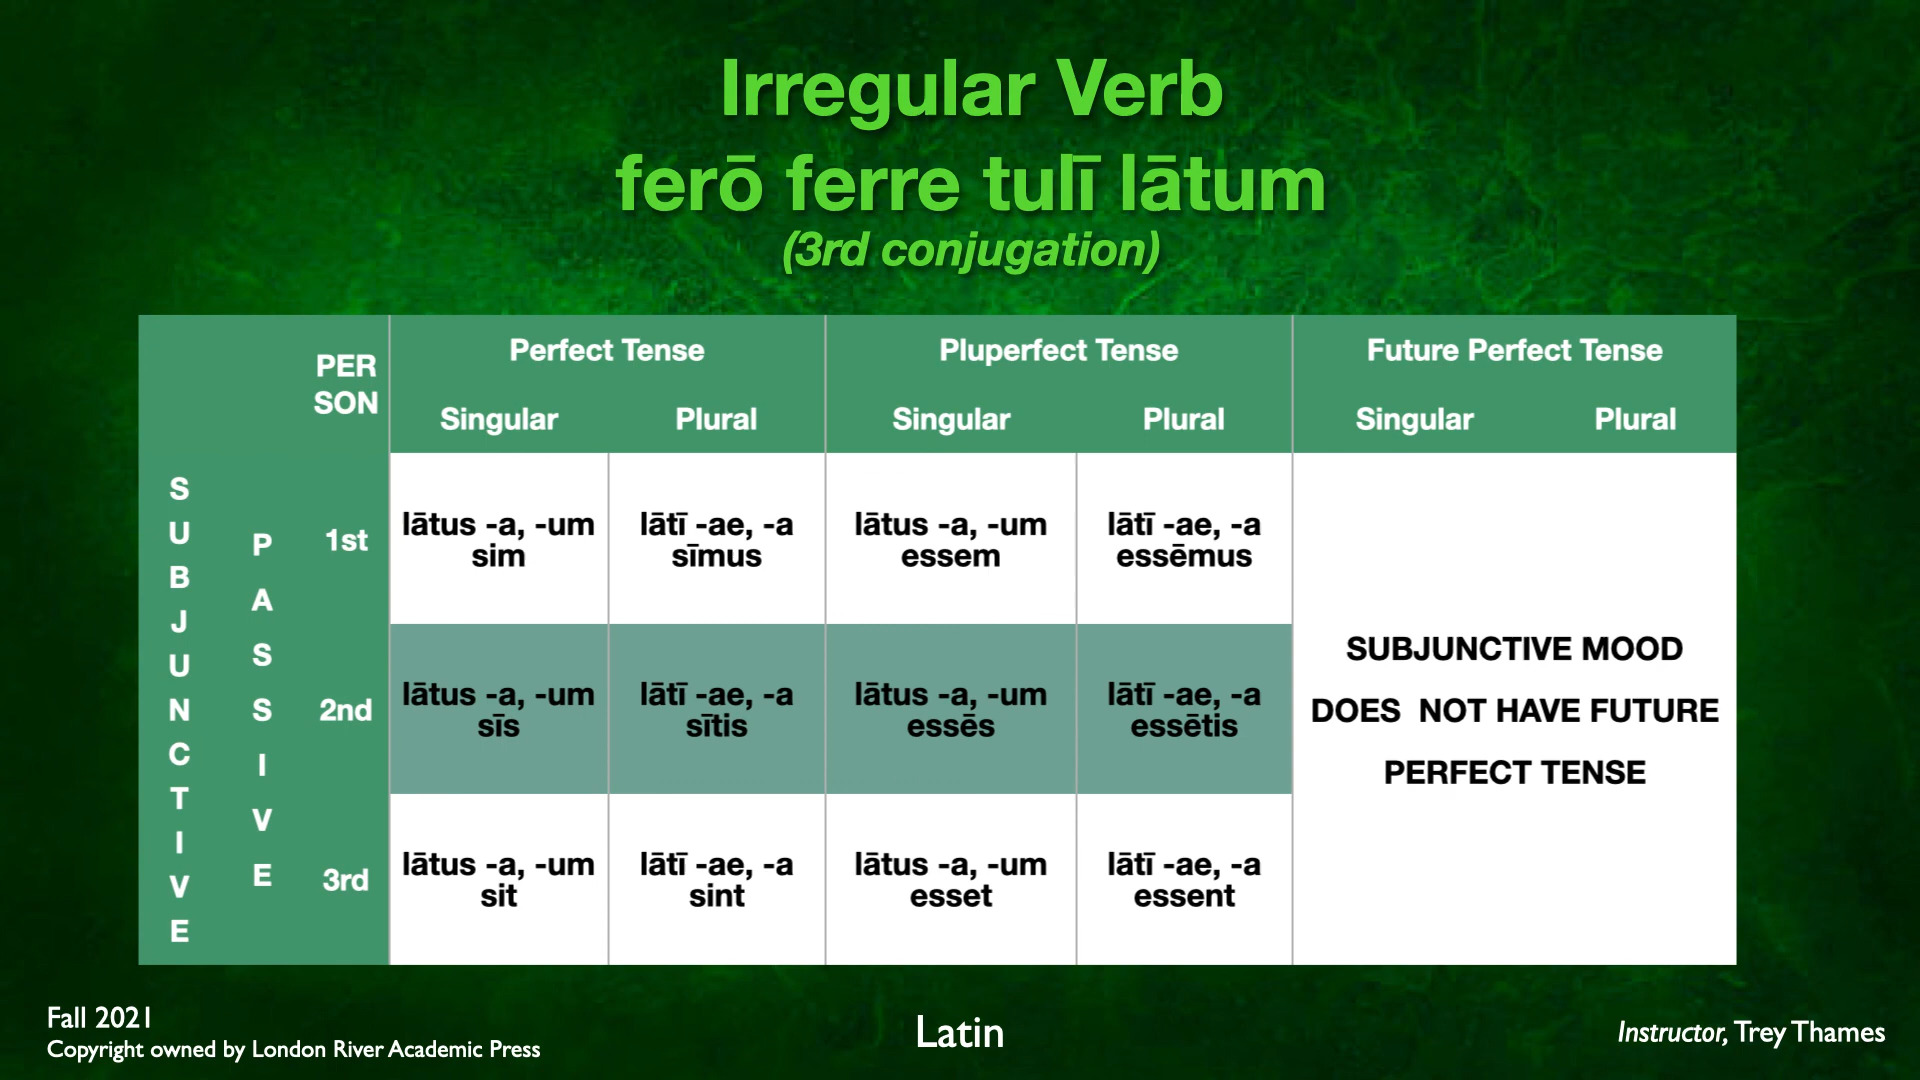 Irregular Verb
ferō ferre tulī lātum
(3rd conjugation)
PER
SON
Perfect Tense
Pluperfect Tense
Future Perfect Tense
Singular
Plural
Singular
Plural
Singular
Plural
SUBJUNCTIVE
PASSIVE
1st
lātus -a, -um
sim
lātī -ae, -a
sīmus
lātus -a, -um
essem
lātī -ae, -a
essēmus
2nd
lātus -a, -um
sīs
lātī -ae, -a
sītis
lātus -a, -um
essēs
lātī -ae, -a
essētis
3rd
lātus -a, -um
sit
lātī -ae, -a
sint
lātus -a, -um
esset
lātī -ae, -a
essent
SUBJUNCTIVE MOOD
DOES  NOT HAVE FUTURE
PERFECT TENSE
Fall 2021
Copyright owned by London River Academic Press
Latin
Instructor, Trey Thames